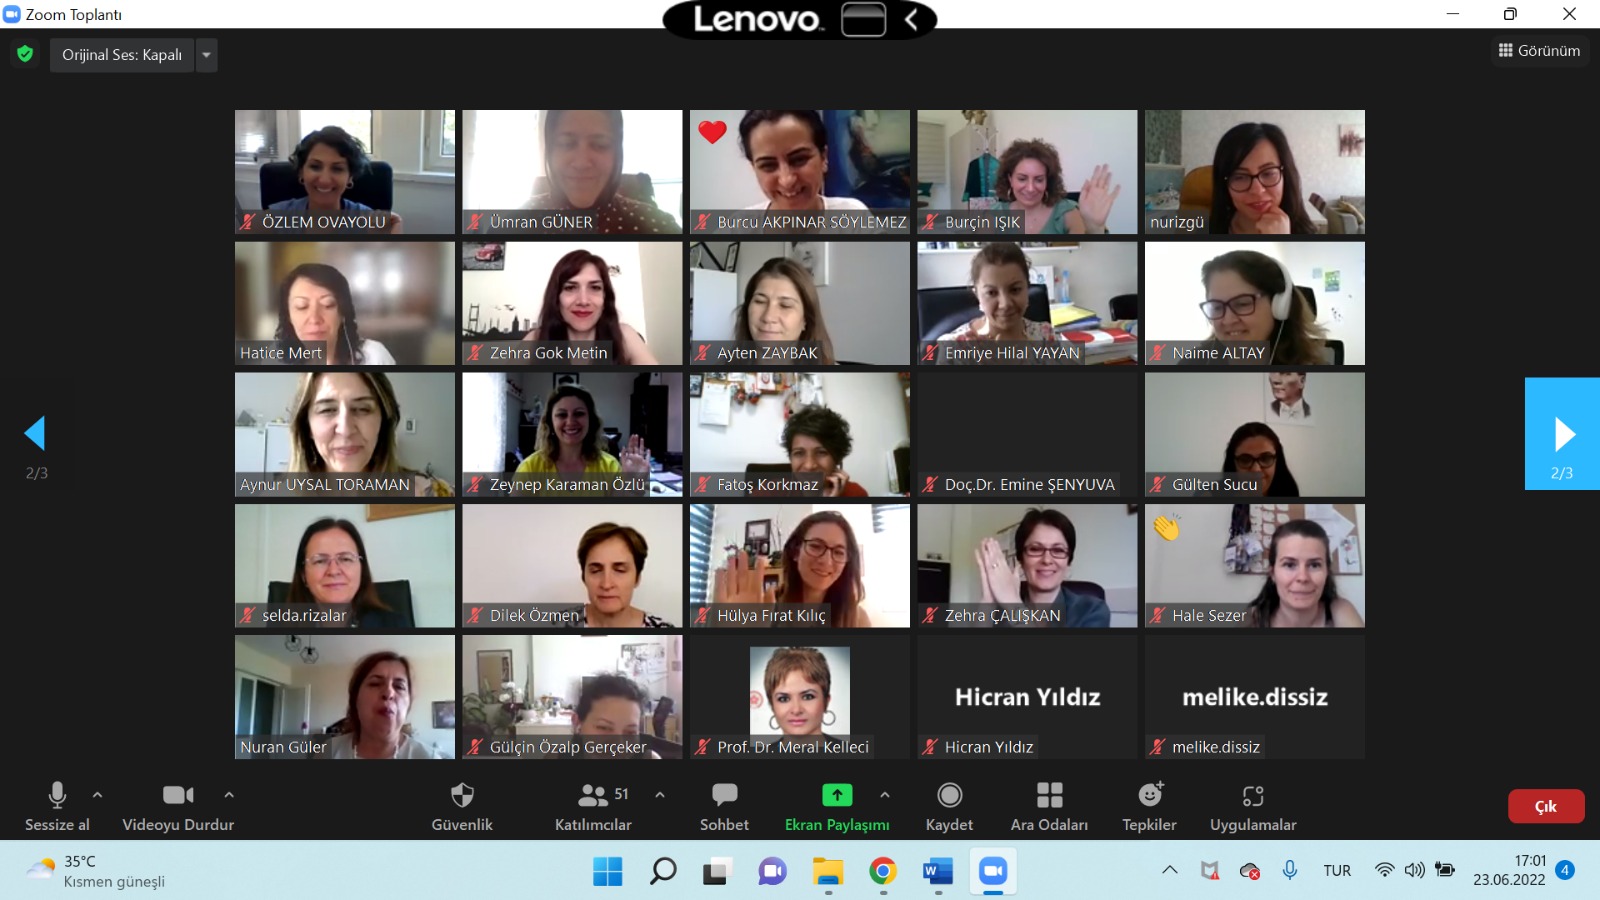 Zoom Toplantı
Lenovo
Orijinal Ses: Kapalı
Görünüm
ÖZLEM OVAYOLU
Ümran GÜNER
Burcu AKPINAR SÖYLEMEZ
Burçin IŞIK
nurizgü
Hatice Mert
Zehra Gok Metin
Ayten ZAYBAK
Emriye Hilal YAYAN
Naime ALTAY
2/3
2/3
Aynur UYSAL TORAMAN
Zeynep Karaman Özlü
Fatoş Korkmaz
Doç.Dr. Emine ŞENYUVA
Gülten Sucu
selda.rizalar
Dilek Özmen
Hülya Fırat Kılıç
Zehra ÇALIŞKAN
Hale Sezer
Hicran Yıldız
melike.dissiz
Nuran Güler
Gülçin Özalp Gerçeker
Prof. Dr. Meral Kelleci
Hicran Yıldız
melike.dissiz
51
Sessize al
Videoyu Durdur
Güvenlik
Katılımcılar
Sohbet
Ekran Paylaşımı
Kaydet
Ara Odaları
Tepkiler
Uygulamalar
Çık
35°C
Kısmen güneşli
W
TUR
17:01
23.06.2022
4